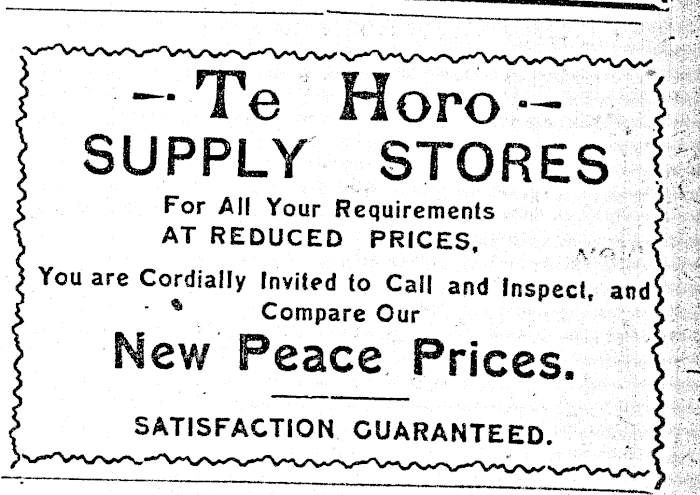 Te Horo
SUPPLY STORES
For All Your Requirements
AT REDUCED PRICES,
You are Cordially Invited to Call and Inspect, and
Compare Our
New Peace Prices.
SATISFACTION GUARANTEED.